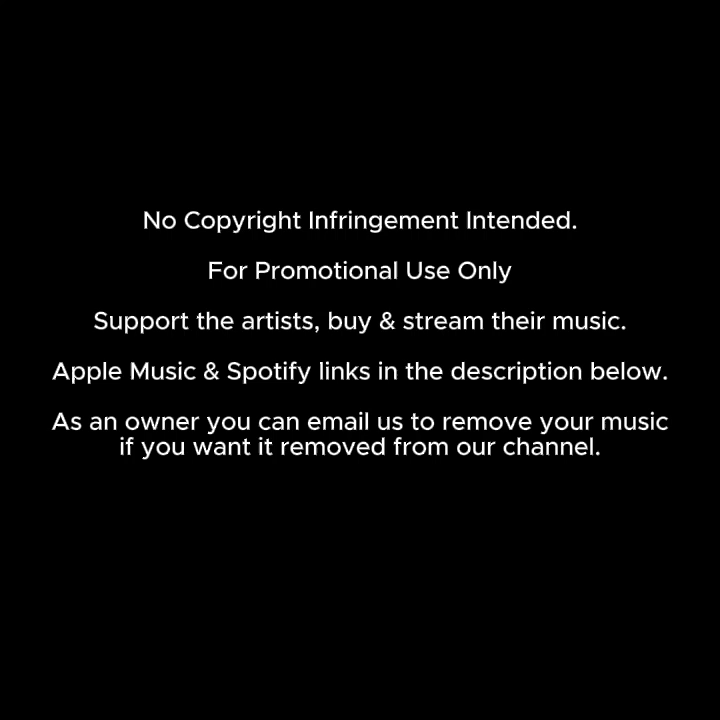 No Copyright Infringement Intended.
For Promotional Use Only
Support the artists, buy & stream their music.
Apple Music & Spotify links in the description below.
As an owner you can email us to remove your music
if you want it removed from our channel.